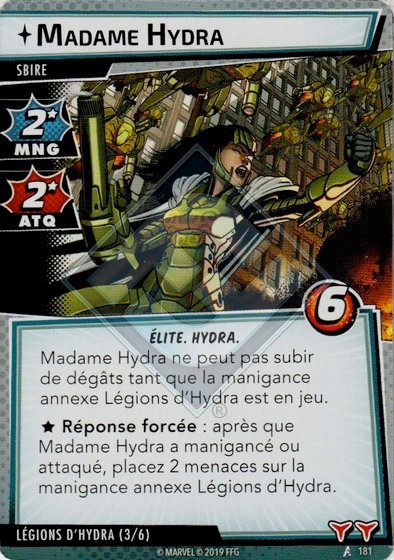 MADAME HYDRA
SBIRE
2★
MNG
2★
ATQ
6
ÉLITE. HYDRA.
Madame Hydra ne peut pas subir
de dégâts tant que la manigance
annexe Légions d'Hydra est en jeu.
★ Réponse forcée : après que
Madame Hydra a manigancé ou
attaqué, placez 2 menaces sur la
manigance annexe Légions d'Hydra.
LÉGIONS D'HYDRA (3/6)
© MARVEL © 2019 FFG
181